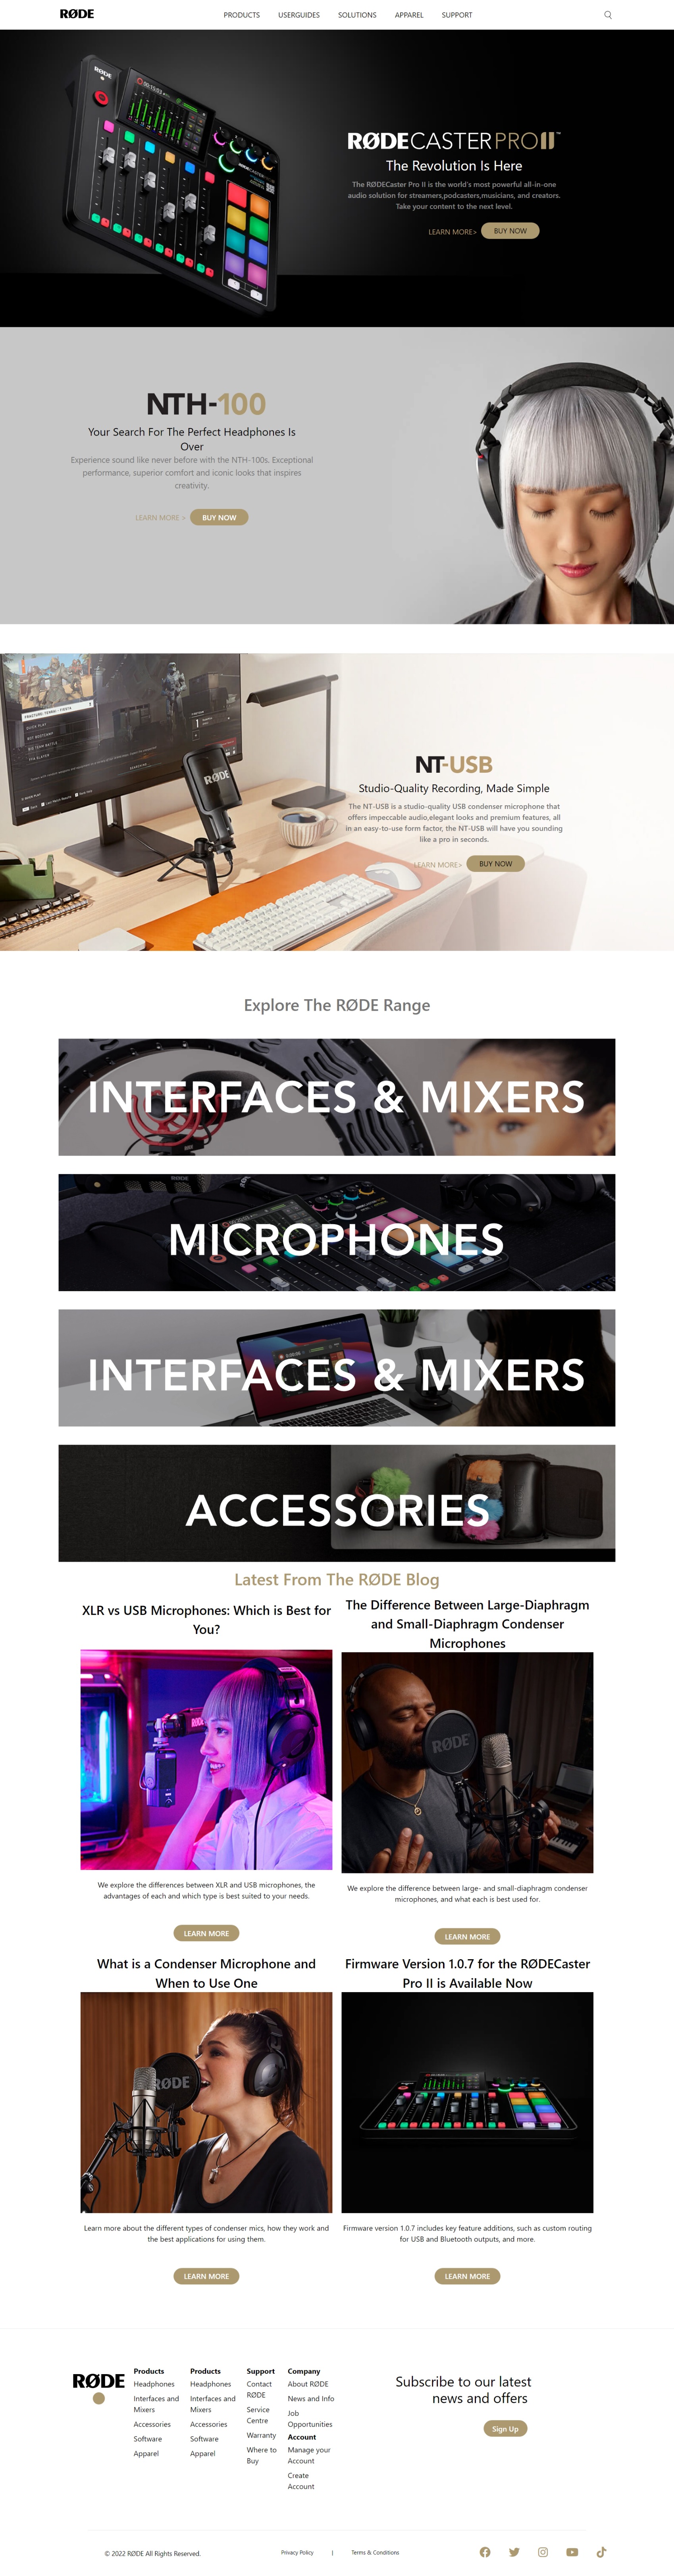 RØDE
PRODUCTS
USERGUIDES
SOLUTIONS
APPAREL
SUPPORT
RØDE
RØDECASTER PRO II™
The Revolution Is Here
The RØDECaster Pro II is the world's most powerful all-in-one
audio solution for streamers,podcasters,musicians, and creators.
Take your content to the next level.
LEARN MORE>
BUY NOW
NTH-100
Your Search For The Perfect Headphones Is
Over
Experience sound like never before with the NTH-100s. Exceptional
performance, superior comfort and iconic looks that inspires
creativity.
LEARN MORE >
BUY NOW
RØDE
NT-USB
Studio-Quality Recording, Made Simple
The NT-USB is a studio-quality USB condenser microphone that
offers impeccable audio,elegant looks and premium features, all
in an easy-to-use form factor, the NT-USB will have you sounding
like a pro in seconds.
LEARN MORE>
BUY NOW
Explore The RØDE Range
INTERFACES & MIXERS
MICROPHONES
INTERFACES & MIXERS
ACCESSORIES
Latest From The RØDE Blog
XLR vs USB Microphones: Which is Best for
You?
RØDE
We explore the differences between XLR and USB microphones, the
advantages of each and which type is best suited to your needs.
LEARN MORE
The Difference Between Large-Diaphragm
and Small-Diaphragm Condenser
Microphones
RØDE
We explore the difference between large- and small-diaphragm condenser
microphones, and what each is best used for.
LEARN MORE
What is a Condenser Microphone and
When to Use One
RØDE
Learn more about the different types of condenser mics, how they work and
the best applications for using them.
LEARN MORE
Firmware Version 1.0.7 for the RØDECaster
Pro II is Available Now
Firmware version 1.0.7 includes key feature additions, such as custom routing
for USB and Bluetooth outputs, and more.
LEARN MORE
RØDE
Products
Headphones
Interfaces and
Mixers
Accessories
Software
Apparel
Products
Headphones
Interfaces and
Mixers
Accessories
Software
Apparel
Support
Contact
RØDE
Service
Centre
Warranty
Where to
Buy
Company
About RØDE
News and Info
Job
Opportunities
Account
Manage your
Account
Create
Account
Subscribe to our latest
news and offers
Sign Up
© 2022 RØDE All Rights Reserved.
Privacy Policy
|
Terms & Conditions